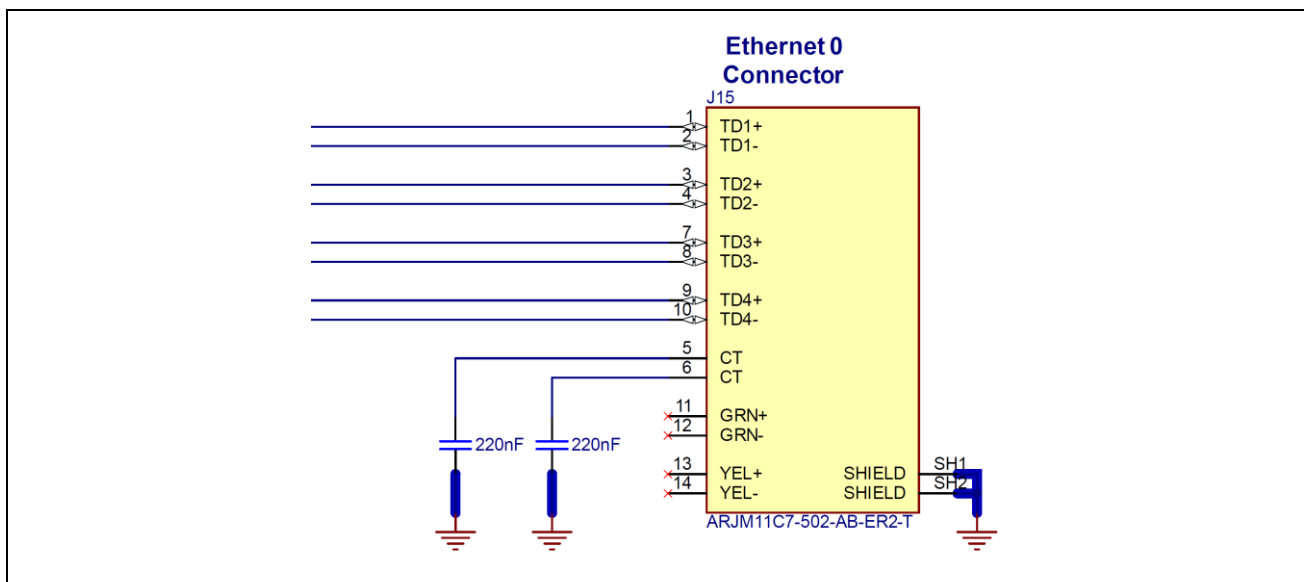 Ethernet 0
Connector
J15
1 TD1+
2 TD1-
3 TD2+
4 TD2-
7 TD3+
8 TD3-
9 TD4+
10 TD4-
5 CT
6 CT
11 GRN+
12 GRN-
220nF 220nF
13 YEL+ SHIELD SH1
14 YEL- SHIELD SH2
ARJM11C7-502-AB-ER2-T